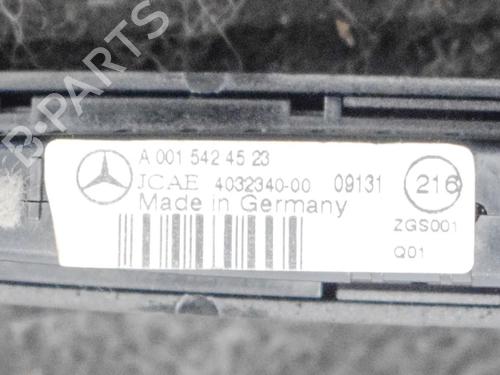 A 001 542 45 23
JCAE 4032340-00 09131 216
Made in Germany
ZGS001
Q01
B-PARTS